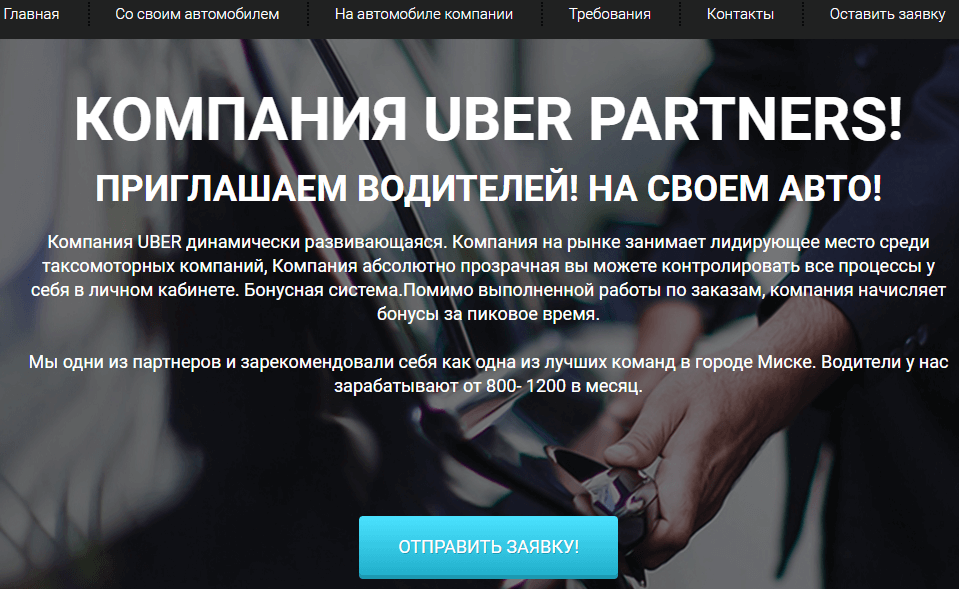 Главная Со своим автомобилем На автомобиле компании Требования Контакты Оставить заявку
КОМПАНИЯ UBER PARTNERS!
ПРИГЛАШАЕМ ВОДИТЕЛЕЙ! НА СВОЕМ АВТО!
Компания UBER динамически развивающаяся. Компания на рынке занимает лидирующее место среди
таксомоторных компаний, Компания абсолютно прозрачная вы можете контролировать все процессы у
себя в личном кабинете. Бонусная система.Помимо выполненной работы по заказам, компания начисляет
бонусы за пиковое время.
Мы одни из партнеров и зарекомендовали себя как одна из лучших команд в городе Миске. Водители у нас
зарабатывают от 800- 1200 в месяц.
ОТПРАВИТЬ ЗАЯВКУ!